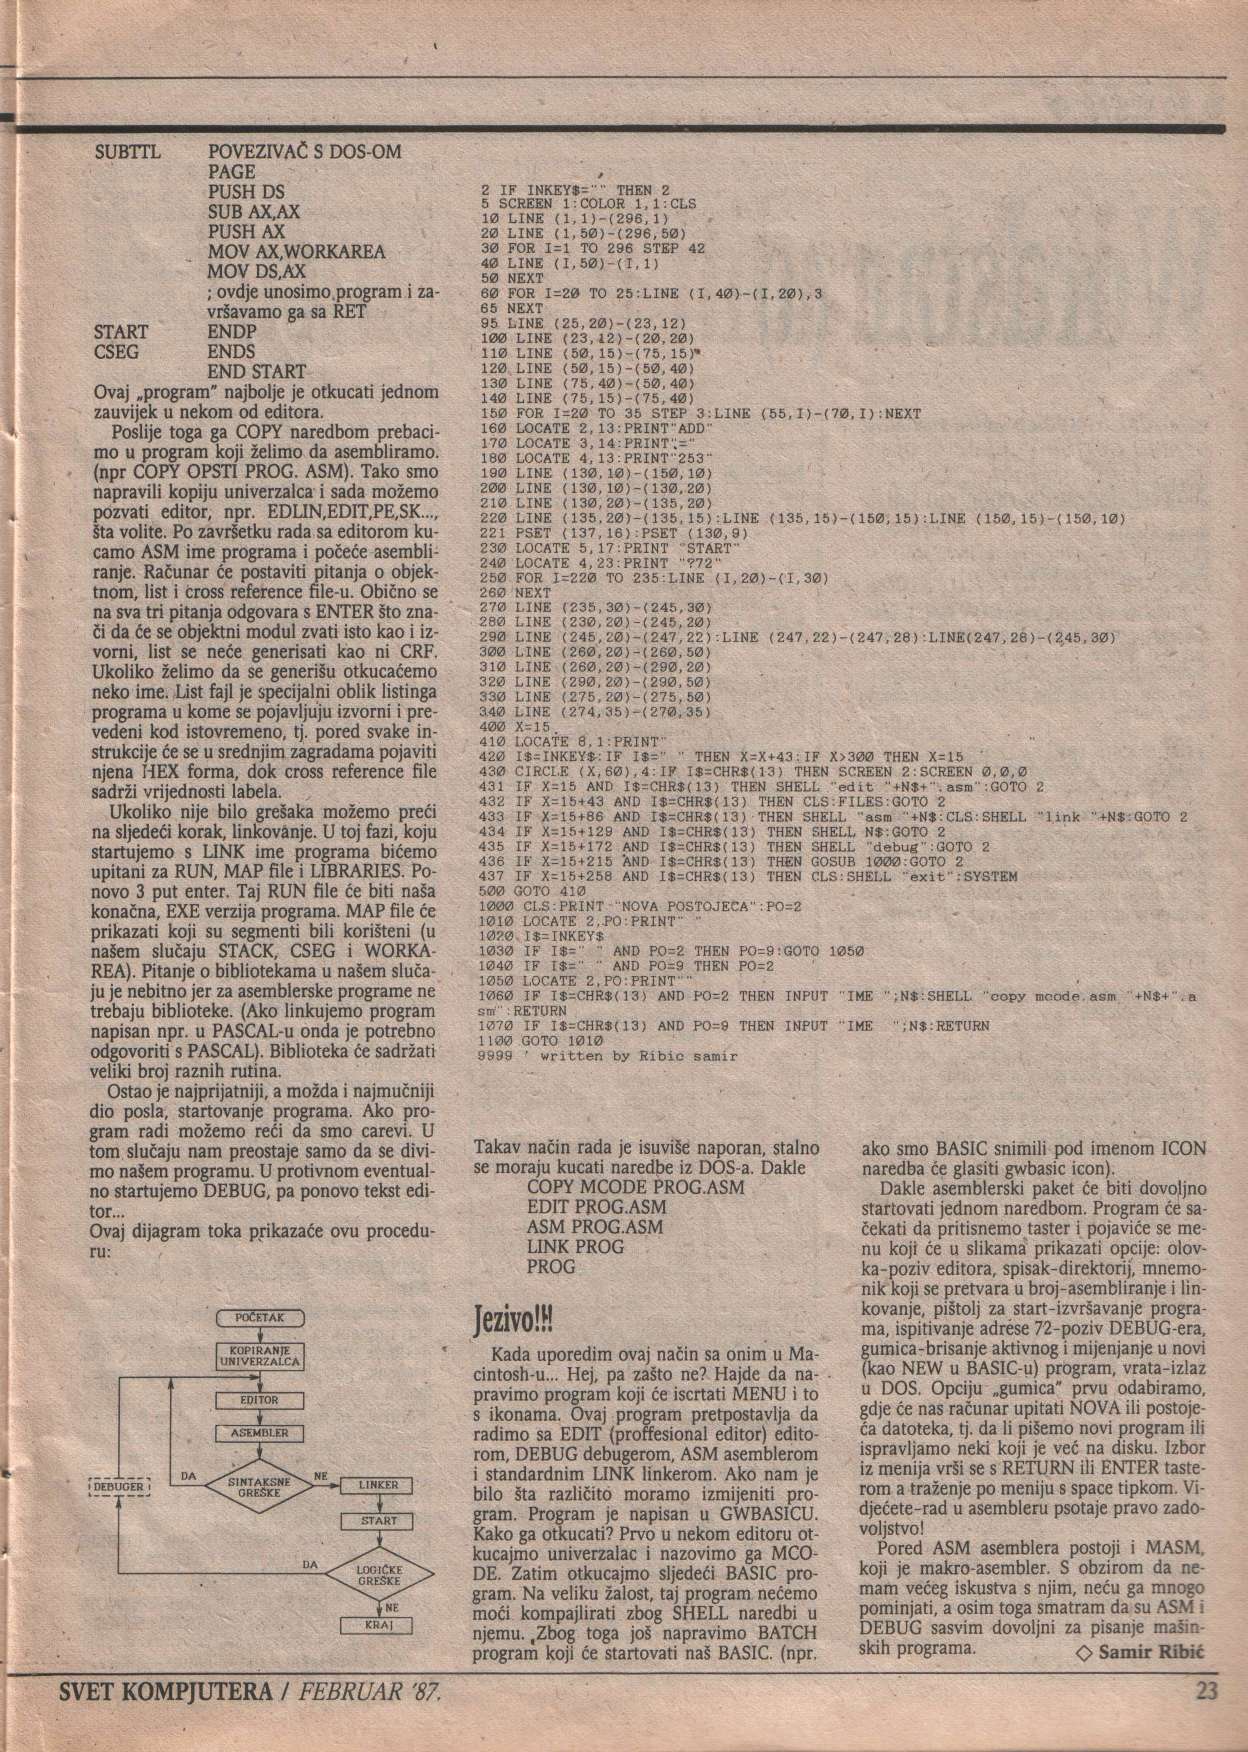 SUBTTL POVEZIVAČ S DOS-OM
PAGE
PUSH DS
SUB AX,AX
PUSH AX
MOV AX,WORKAREA
MOV DS,AX
; ovdje unosimo program i za-
vršavamo ga sa RET
START ENDP
CSEG ENDS
END START
Ovaj „program” najbolje je otkucati jednom
zauvijek u nekom od editora.
Poslije toga ga COPY naredbom prebaci-
mo u program koji želimo da asembliramo.
(npr COPY OPSTI PROG. ASM). Tako smo
napravili kopiju univerzalca i sada možemo
pozvati editor, npr. EDLIN,EDIT,PE,SK...,
šta volite. Po završetku rada sa editorom ku-
camo ASM ime programa i počeće asembli-
ranje. Računar će postaviti pitanja o objek-
tnom, list i cross reference file-u. Obično se
na sva tri pitanja odgovara s ENTER što zna-
či da će se objektni modul zvati isto kao i iz-
vorni, list se neće generisati kao ni CRF.
Ukoliko želimo da se generišu otkucaćemo
neko ime. List fajl je specijalni oblik listinga
programa u kome se pojavljuju izvorni i pre-
vedeni kod istovremeno, tj. pored svake in-
strukcije će se u srednjim zagradama pojaviti
njena HEX forma, dok cross reference file
sadrži vrijednosti labela.
Ukoliko nije bilo grešaka možemo preći
na sljedeći korak, linkovanje. U toj fazi, koju
startujemo s LINK ime programa bićemo
upitani za RUN, MAP file i LIBRARIES. Po-
novo 3 put enter. Taj RUN file će biti naša
konačna, EXE verzija programa. MAP file će
prikazati koji su segmenti bili korišteni (u
našem slučaju STACK, CSEG i WORKA-
REA). Pitanje o bibliotekama u našem sluča-
ju je nebitno jer za asemblerske programe ne
trebaju biblioteke. (Ako linkujemo program
napisan npr. u PASCAL-u onda je potrebno
odgovoriti s PASCAL). Biblioteka će sadržati
veliki broj raznih rutina.
Ostao je najprijatniji, a možda i najmučniji
dio posla, startovanje programa. Ako pro-
gram radi možemo reći da smo carevi. U
tom slučaju nam preostaje samo da se divi-
mo našem programu. U protivnom eventual-
no startujemo DEBUG, pa ponovo tekst edi-
tor...
Ovaj dijagram toka prikazaće ovu procedu-
ru:
POČETAK
KOPIRANJE
UNIVERZALCA
EDITOR
ASEMBLER
DA
SINTAKSNE
GREŠKE
NE
DEBUGER
LINKER
START
DA
LOGIČKE
GREŠKE
NE
KRAJ
2 IF INKEY$="" THEN 2
5 SCREEN 1:COLOR 1,1:CLS
10 LINE (1,1)-(296,1)
20 LINE (1,50)-(296,50)
30 FOR I=1 TO 296 STEP 42
40 LINE (I,50)-(I,1)
50 NEXT
60 FOR I=20 TO 25:LINE (I,40)-(I,20),3
65 NEXT
95 LINE (25,20)-(23,12)
100 LINE (23,12)-(20,20)
110 LINE (50,15)-(75,15)
120 LINE (50,15)-(50,40)
130 LINE (75,40)-(50,40)
140 LINE (75,15)-(75,40)
150 FOR I=20 TO 35 STEP 3:LINE (55,I)-(70,I):NEXT
160 LOCATE 2,13:PRINT"ADD"
170 LOCATE 3,14:PRINT"="
180 LOCATE 4,13:PRINT"253"
190 LINE (130,10)-(150,10)
200 LINE (130,10)-(130,20)
210 LINE (130,20)-(135,20)
220 LINE (135,20)-(135,15):LINE (135,15)-(150,15):LINE (150,15)-(150,10)
221 PSET (137,16):PSET (130,9)
230 LOCATE 5,17:PRINT "START"
240 LOCATE 4,23:PRINT "?72"
250 FOR I=220 TO 235:LINE (I,20)-(I,30)
260 NEXT
270 LINE (235,30)-(245,30)
280 LINE (230,20)-(245,20)
290 LINE (245,20)-(247,22):LINE (247,22)-(247,28):LINE(247,28)-(245,30)
300 LINE (260,20)-(260,50)
310 LINE (260,20)-(290,20)
320 LINE (290,20)-(290,50)
330 LINE (275,20)-(275,50)
340 LINE (274,35)-(270,35)
400 X=15
410 LOCATE 8,1:PRINT" "
420 I$=INKEY$:IF I$=" " THEN X=X+43:IF X>300 THEN X=15
430 CIRCLE (X,60),4:IF I$=CHR$(13) THEN SCREEN 2:SCREEN 0,0,0
431 IF X=15 AND I$=CHR$(13) THEN SHELL "edit "+N$+".asm":GOTO 2
432 IF X=15+43 AND I$=CHR$(13) THEN CLS:FILES:GOTO 2
433 IF X=15+86 AND I$=CHR$(13) THEN SHELL "asm "+N$:CLS:SHELL "link "+N$:GOTO 2
434 IF X=15+129 AND I$=CHR$(13) THEN SHELL N$:GOTO 2
435 IF X=15+172 AND I$=CHR$(13) THEN SHELL "debug":GOTO 2
436 IF X=15+215 AND I$=CHR$(13) THEN GOSUB 1000:GOTO 2
437 IF X=15+258 AND I$=CHR$(13) THEN CLS:SHELL "exit":SYSTEM
500 GOTO 410
1000 CLS:PRINT "NOVA POSTOJECA":PO=2
1010 LOCATE 2,PO:PRINT" "
1020 I$=INKEY$
1030 IF I$=" " AND PO=2 THEN PO=9:GOTO 1050
1040 IF I$=" " AND PO=9 THEN PO=2
1050 LOCATE 2,PO:PRINT""
1060 IF I$=CHR$(13) AND PO=2 THEN INPUT "IME ";N$:SHELL "copy mcode.asm "+N$+".a
sm":RETURN
1070 IF I$=CHR$(13) AND PO=9 THEN INPUT "IME  ";N$:RETURN
1100 GOTO 1010
9999 ' written by Ribic samir
Takav način rada je isuviše naporan, stalno
se moraju kucati naredbe iz DOS-a. Dakle
COPY MCODE PROG.ASM
EDIT PROG.ASM
ASM PROG.ASM
LINK PROG
PROG
Jezivo!!!
Kada uporedim ovaj način sa onim u Ma-
cintosh-u... Hej, pa zašto ne? Hajde da na-
pravimo program koji će iscrtati MENU i to
s ikonama. Ovaj program pretpostavlja da
radimo sa EDIT (proffesional editor) edito-
rom, DEBUG debugerom, ASM asemblerom
i standardnim LINK linkerom. Ako nam je
bilo šta različito moramo izmijeniti pro-
gram. Program je napisan u GWBASICU.
Kako ga otkucati? Prvo u nekom editoru ot-
kucajmo univerzalac i nazovimo ga MCO-
DE. Zatim otkucajmo sljedeći BASIC pro-
gram. Na veliku žalost, taj program nećemo
moći kompajlirati zbog SHELL naredbi u
njemu. Zbog toga još napravimo BATCH
program koji će startovati naš BASIC. (npr.
ako smo BASIC snimili pod imenom ICON
naredba će glasiti gwbasic icon).
Dakle asemblerski paket će biti dovoljno
startovati jednom naredbom. Program će sa-
čekati da pritisnemo taster i pojaviće se me-
nu koji će u slikama prikazati opcije: olov-
ka-poziv editora, spisak-direktorij, mnemo-
nik koji se pretvara u broj-asembliranje i lin-
kovanje, pištolj za start-izvršavanje progra-
ma, ispitivanje adrese 72-poziv DEBUG-era,
gumica-brisanje aktivnog i mijenjanje u novi
(kao NEW u BASIC-u) program, vrata-izlaz
u DOS. Opciju „gumica” prvu odabiramo,
gdje će nas računar upitati NOVA ili postoje-
ća datoteka, tj. da li pišemo novi program ili
ispravljamo neki koji je već na disku. Izbor
iz menija vrši se s RETURN ili ENTER taste-
rom a traženje po meniju s space tipkom. Vi-
djećete-rad u asembleru psotaje pravo zado-
voljstvo!
Pored ASM asemblera postoji i MASM,
koji je makro-asembler. S obzirom da ne-
mam većeg iskustva s njim, neću ga mnogo
pominjati, a osim toga smatram da su ASM i
DEBUG sasvim dovoljni za pisanje mašin-
skih programa.
◇ Samir Ribić
SVET KOMPJUTERA / FEBRUAR '87.
23